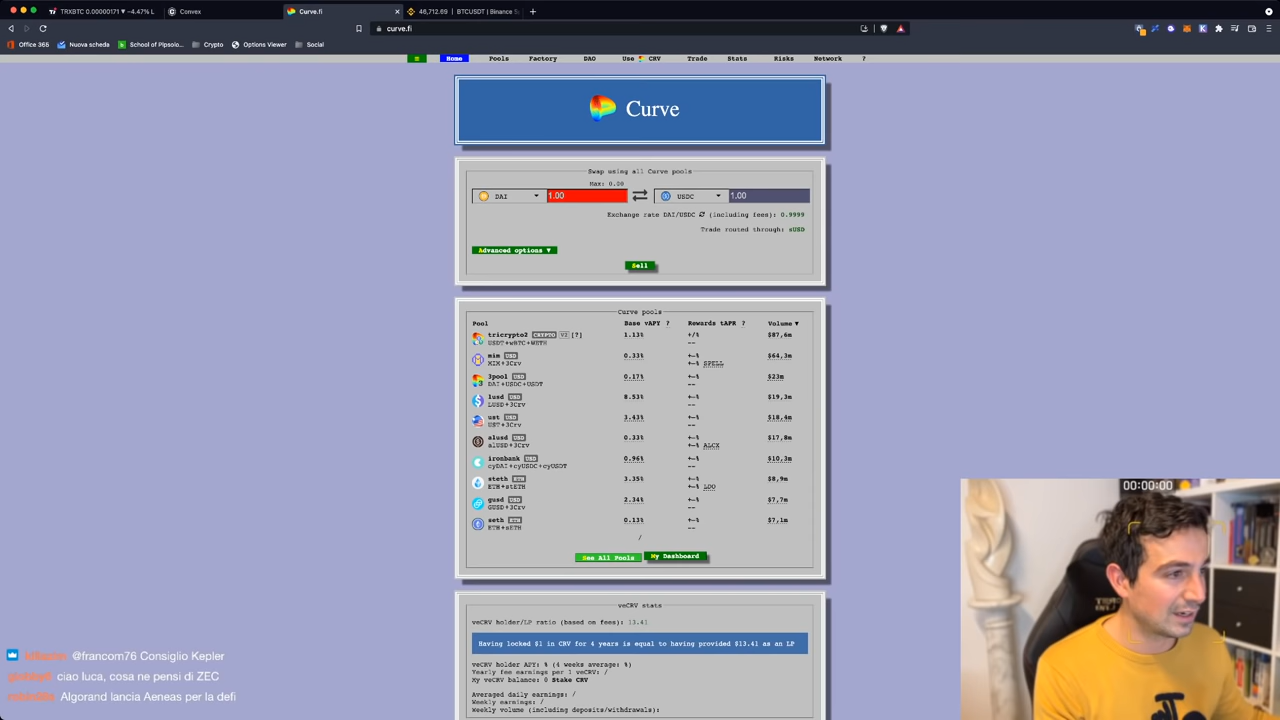 TRXBTC 0.00000171 ▼ −4.47% L
Convex
Curve.fi
46,712.69 | BTCUSDT | Binance S
curve.fi
Office 365
Nuova scheda
School of Pipsolo...
Crypto
Options Viewer
Social
Home Pools Factory DAO Use CRV Trade Stats Risks Network ?
Curve
Swap using all Curve pools
Max: 0.00
DAI 1.00 USDC 1.00
Exchange rate DAI/USDC (including fees): 0.9999
Trade routed through: sUSD
Advanced options ▼
Sell
Curve pools
Pool Base vAPY ? Rewards tAPR ? Volume ▼
tricrypto2 CRYPTO V2 [?] 1.13% +/% $87,6m
USDT+wBTC+WETH --
mim USD 0.33% +—% $64,3m
MIM+3Crv +—% SPELL
3pool USD 0.17% +—% $23m
DAI+USDC+USDT --
lusd USD 8.53% +—% $19,3m
LUSD+3Crv --
ust USD 3.43% +—% $18,4m
UST+3Crv --
alusd USD 0.33% +—% $17,8m
alUSD+3Crv +—% ALCX
ironbank USD 0.96% +—% $10,3m
cyDAI+cyUSDC+cyUSDT --
steth 3.35% +—% $8,9m
ETH+stETH +—% LDO
gusd USD 2.34% +—% $7,7m
GUSD+3Crv --
seth 0.13% +—% $7,1m
ETH+sETH --
/
See All Pools My Dashboard
veCRV stats
veCRV holder/LP ratio (based on fees): 13.41
Having locked $1 in CRV for 4 years is equal to having provided $13.41 as an LP
veCRV holder APY: % (4 weeks average: %)
Yearly fee earnings per 1 veCRV: /
My veCRV balance: 0 Stake CRV
Averaged daily earnings: /
Weekly earnings: /
Weekly volume (including deposits/withdrawals):
00:00:00
@francom76 Consiglio Kepler
ciao luca, cosa ne pensi di ZEC
Algorand lancia Aeneas per la defi